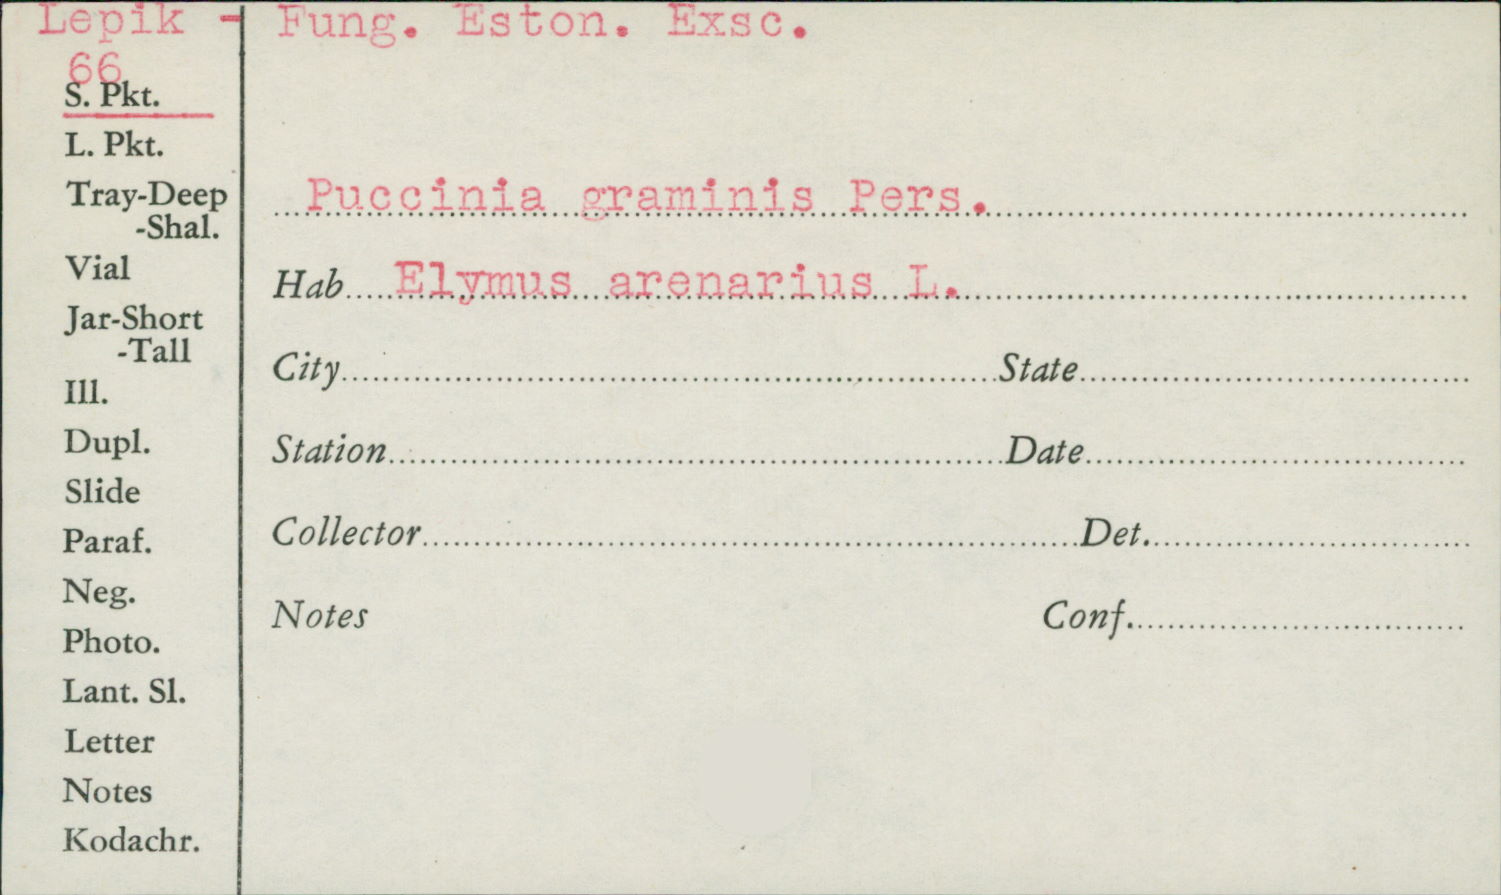 Lepik - Fung. Eston. Exsc.
66
S. Pkt.
L. Pkt.
Tray-Deep
-Shal.
Vial
Jar-Short
-Tall
Ill.
Dupl.
Slide
Paraf.
Neg.
Photo.
Lant. Sl.
Letter
Notes
Kodachr.
Puccinia graminis Pers.
Hab Elymus arenarius L.
City State
Station Date
Collector Det.
Notes Conf.